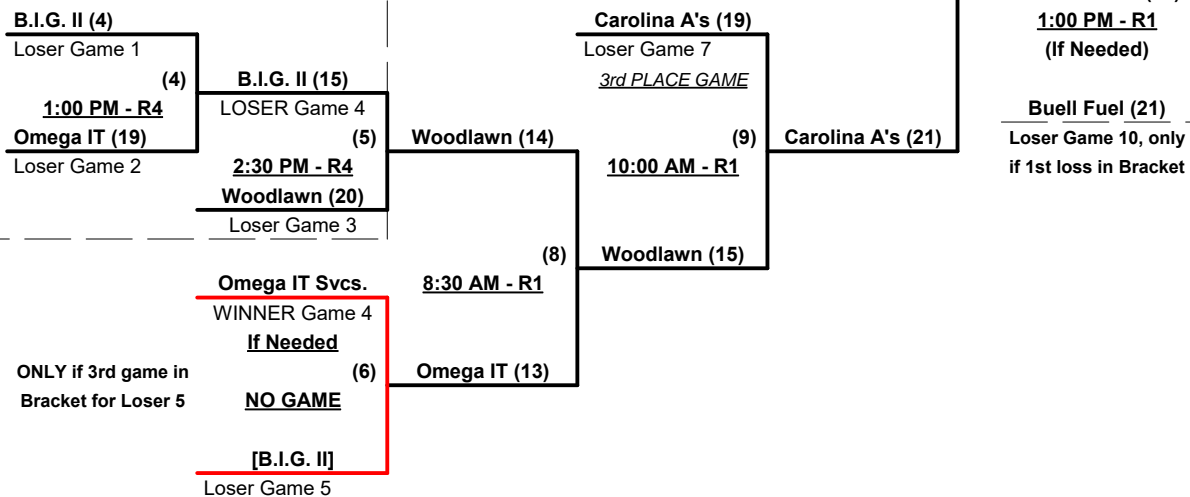 B.I.G. II (4)
Loser Game 1
(4)
1:00 PM - R4
Omega IT (19)
Loser Game 2
B.I.G. II (15)
LOSER Game 4
(5)
2:30 PM - R4
Woodlawn (20)
Loser Game 3
Omega IT Svcs.
WINNER Game 4
If Needed
(6)
NO GAME
ONLY if 3rd game in
Bracket for Loser 5
[B.I.G. II]
Loser Game 5
Woodlawn (14)
(8)
8:30 AM - R1
Omega IT (13)
Carolina A's (19)
Loser Game 7
3rd PLACE GAME
(9)
10:00 AM - R1
Woodlawn (15)
Carolina A's (21)
1:00 PM - R1
(If Needed)
Buell Fuel (21)
Loser Game 10, only
if 1st loss in Bracket